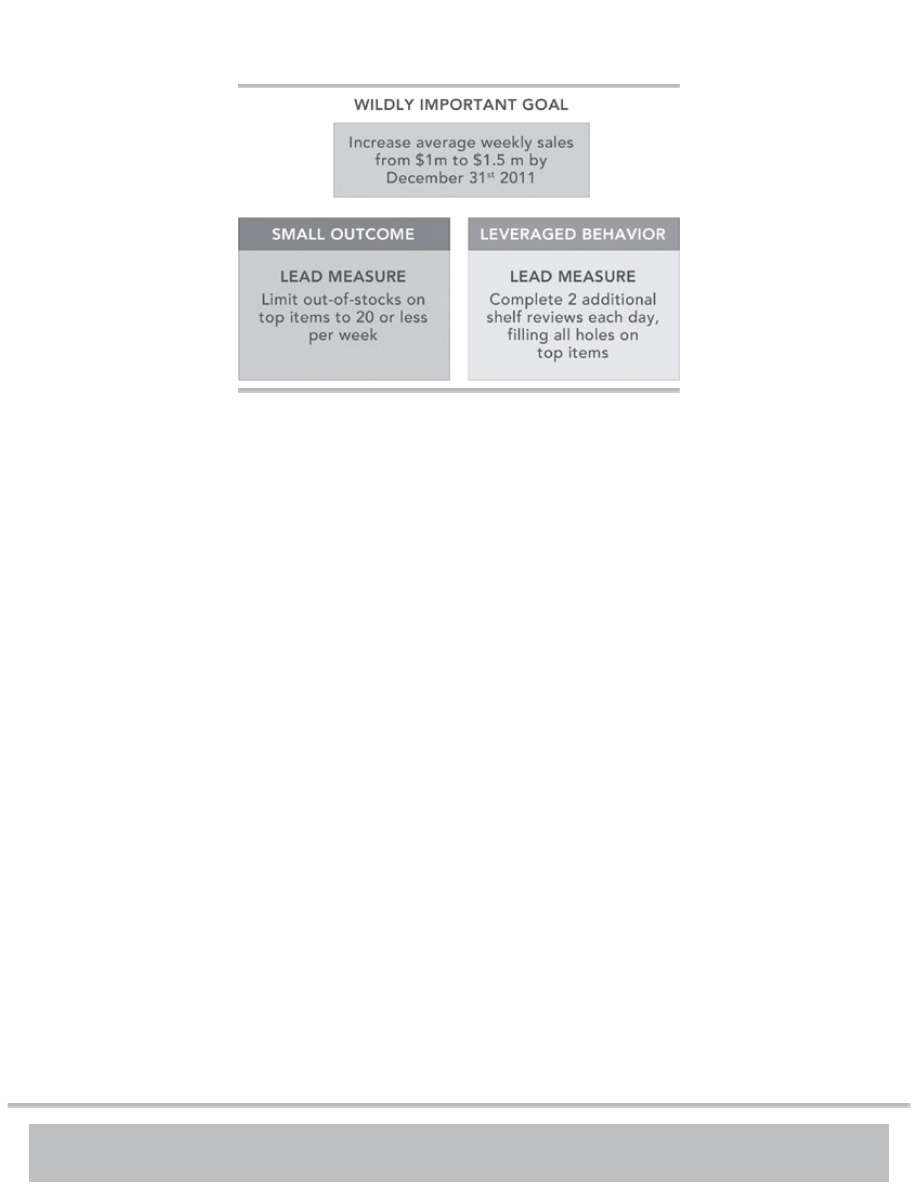 WILDLY IMPORTANT GOAL
Increase average weekly sales
from $1m to $1.5 m by
December 31st 2011
SMALL OUTCOME
LEAD MEASURE
Limit out-of-stocks on
top items to 20 or less
per week
LEVERAGED BEHAVIOR
LEAD MEASURE
Complete 2 additional
shelf reviews each day,
filling all holes on
top items